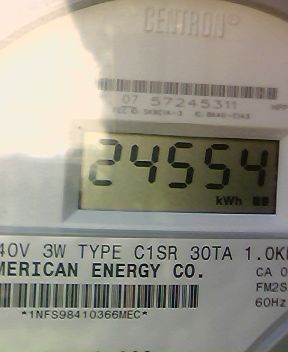 CENTRON®
07 57245311
24554
kWh
40V 3W TYPE C1SR 30TA 1.0K
MERICAN ENERGY CO.
CA 0
FM2S
60Hz
*1NFS98410366MEC*